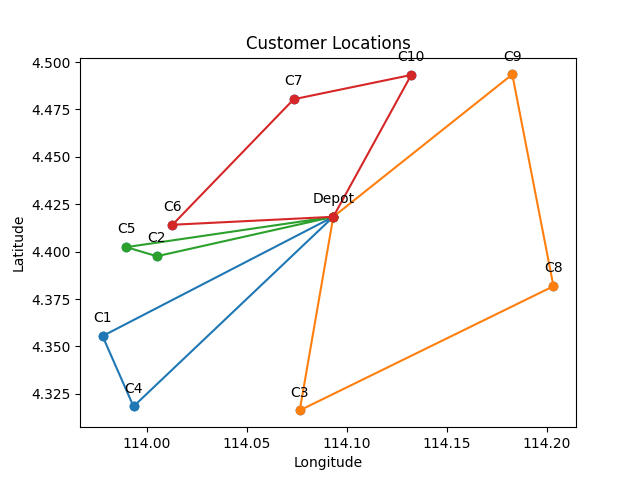 Customer Locations
C10
C9
C7
C6
Depot
C5
C2
C8
C1
C4
C3
4.500
4.475
4.450
4.425
4.400
4.375
4.350
4.325
Latitude
114.00
114.05
114.10
114.15
114.20
Longitude